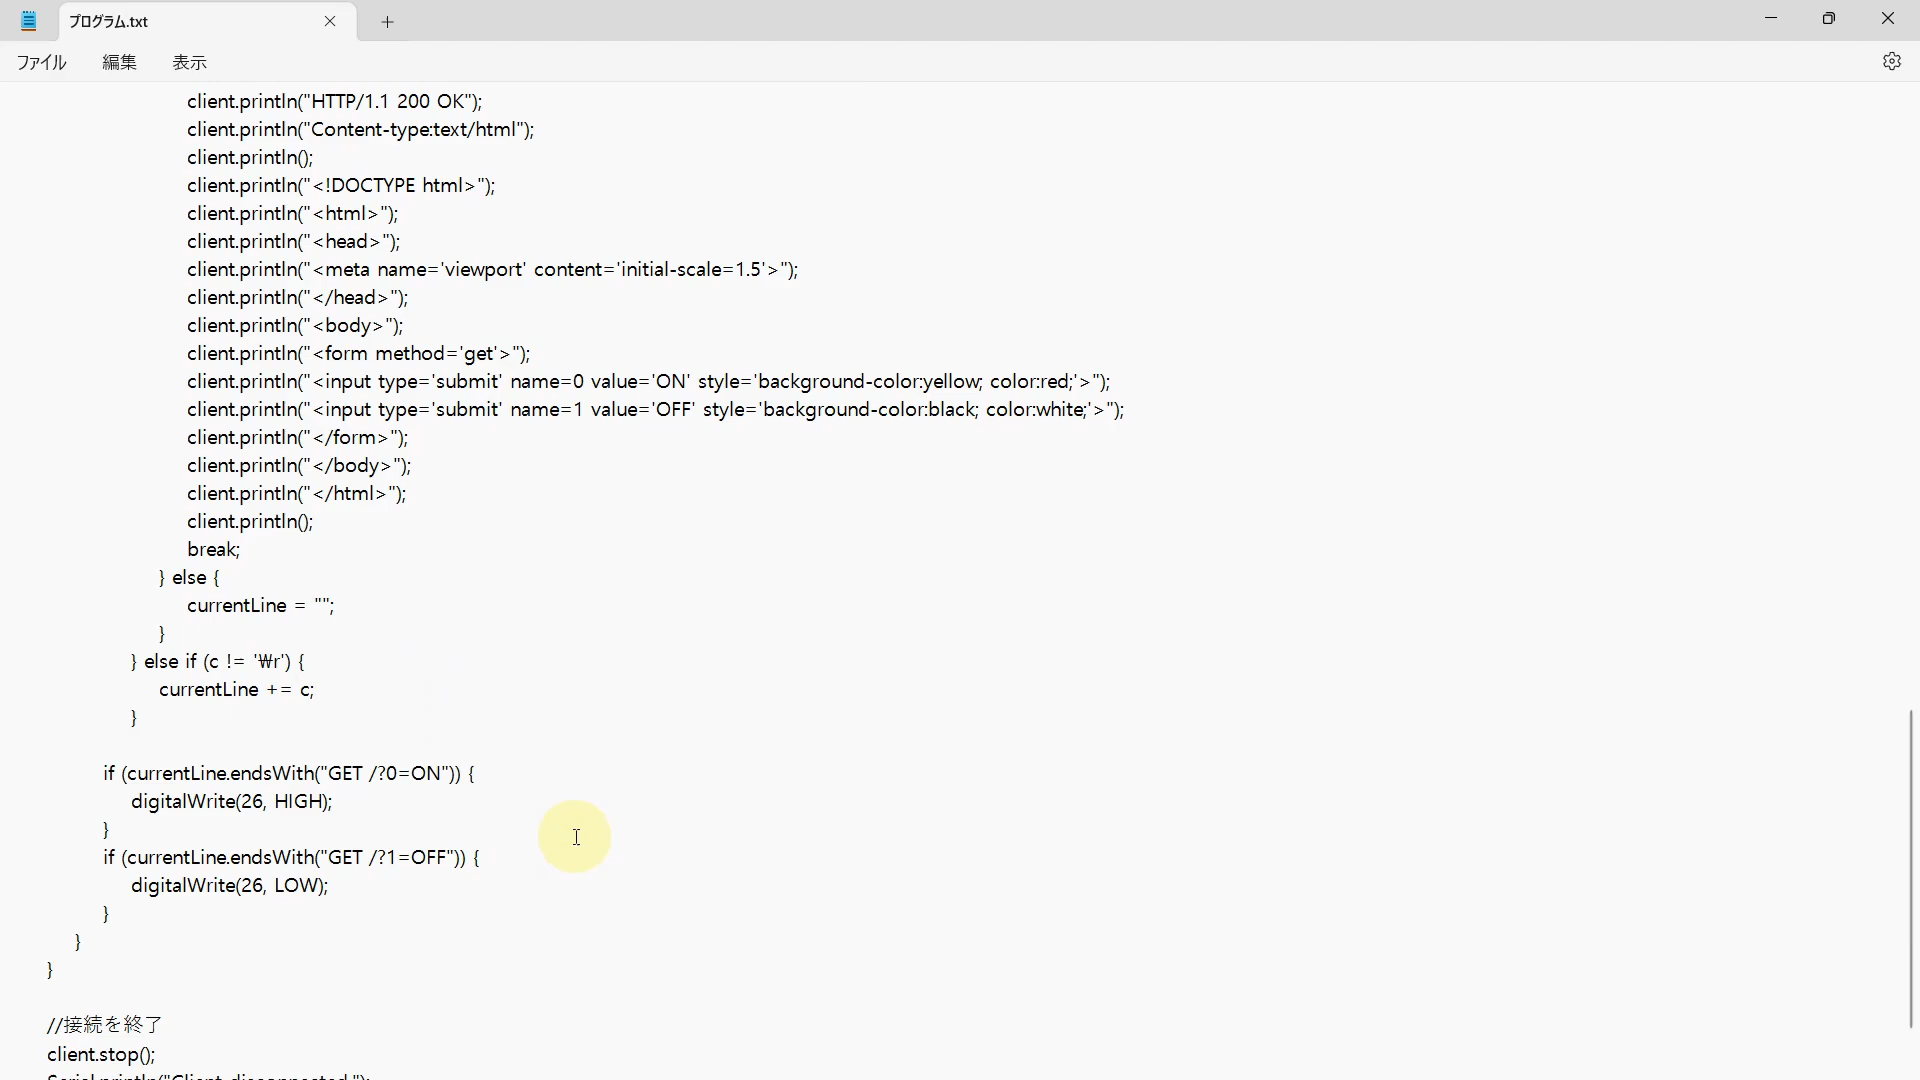 プログラム.txt
ファイル 編集 表示
client.println("HTTP/1.1 200 OK");
client.println("Content-type:text/html");
client.println();
client.println("<!DOCTYPE html>");
client.println("<html>");
client.println("<head>");
client.println("<meta name='viewport' content='initial-scale=1.5'>");
client.println("</head>");
client.println("<body>");
client.println("<form method='get'>");
client.println("<input type='submit' name=0 value='ON' style='background-color:yellow; color:red;'>");
client.println("<input type='submit' name=1 value='OFF' style='background-color:black; color:white;'>");
client.println("</form>");
client.println("</body>");
client.println("</html>");
client.println();
break;
} else {
currentLine = "";
}
} else if (c != '₩r') {
currentLine += c;
}
if (currentLine.endsWith("GET /?0=ON")) {
digitalWrite(26, HIGH);
}
if (currentLine.endsWith("GET /?1=OFF")) {
digitalWrite(26, LOW);
}
}
}
//接続を終了
client.stop();
Serial.println("Client disconnected.");